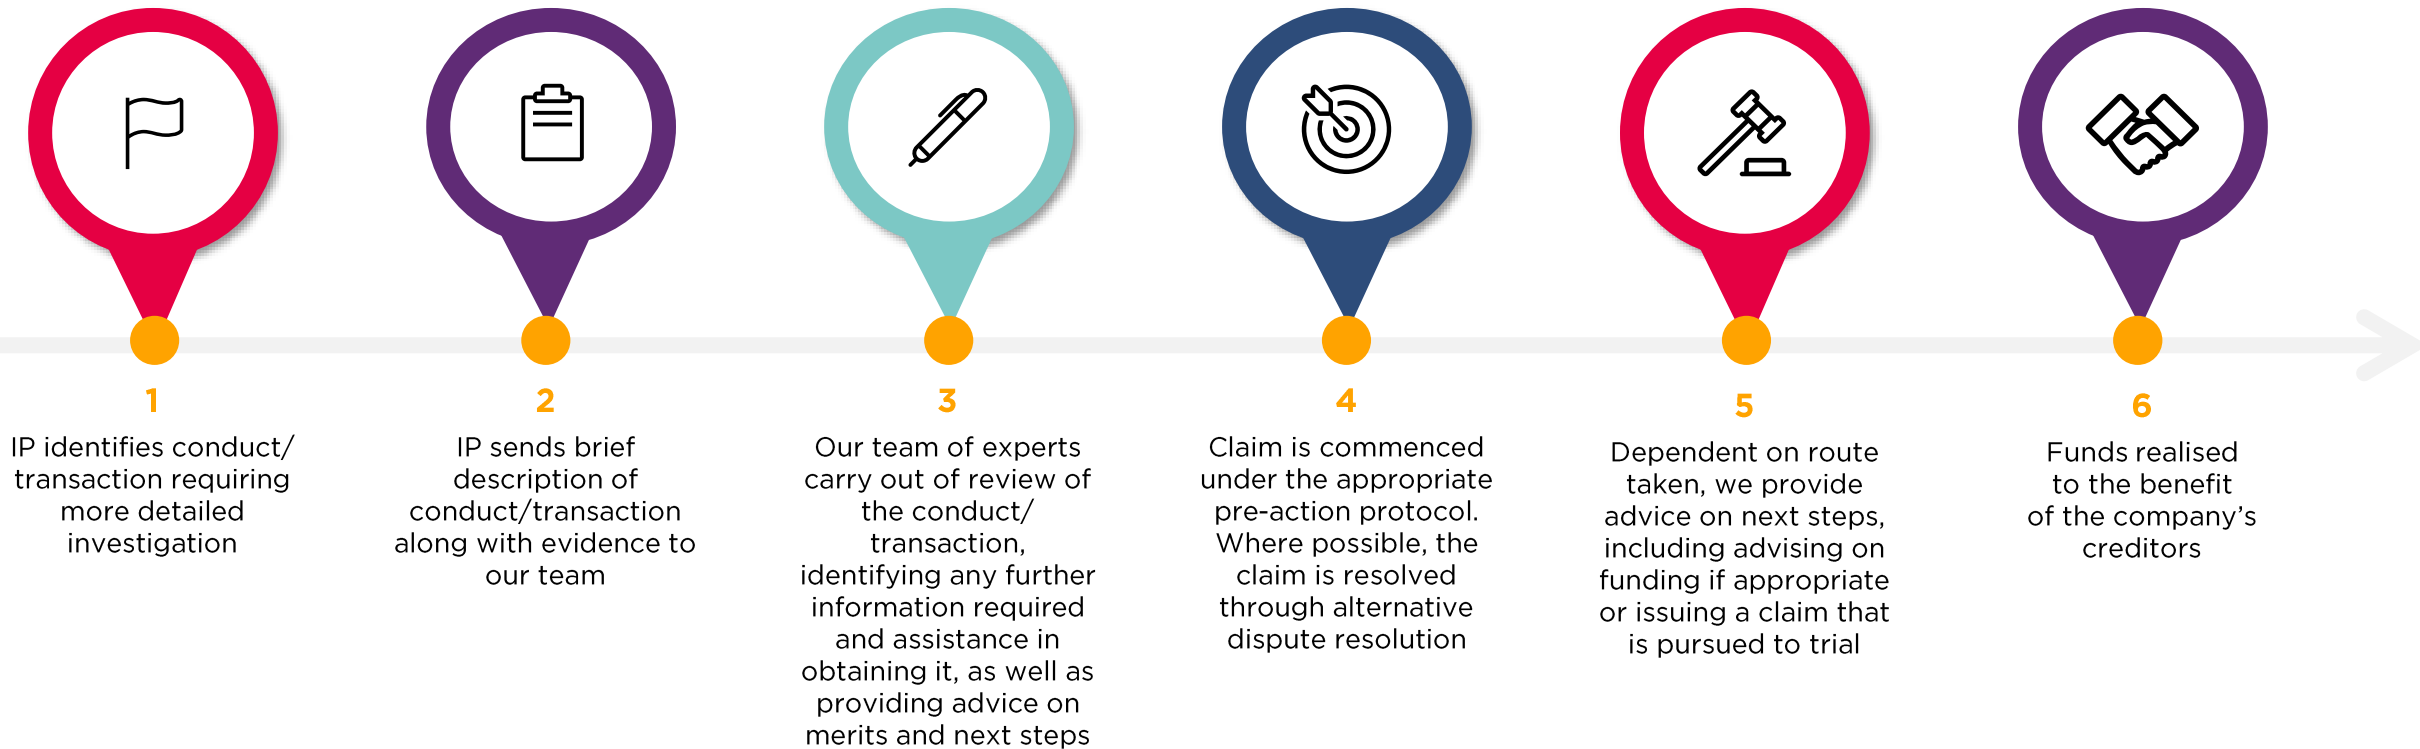 1
IP identifies conduct/
transaction requiring
more detailed
investigation
2
IP sends brief
description of
conduct/transaction
along with evidence to
our team
3
Our team of experts
carry out of review of
the conduct/
transaction,
identifying any further
information required
and assistance in
obtaining it, as well as
providing advice on
merits and next steps
4
Claim is commenced
under the appropriate
pre-action protocol.
Where possible, the
claim is resolved
through alternative
dispute resolution
5
Dependent on route
taken, we provide
advice on next steps,
including advising on
funding if appropriate
or issuing a claim that
is pursued to trial
6
Funds realised
to the benefit
of the company’s
creditors